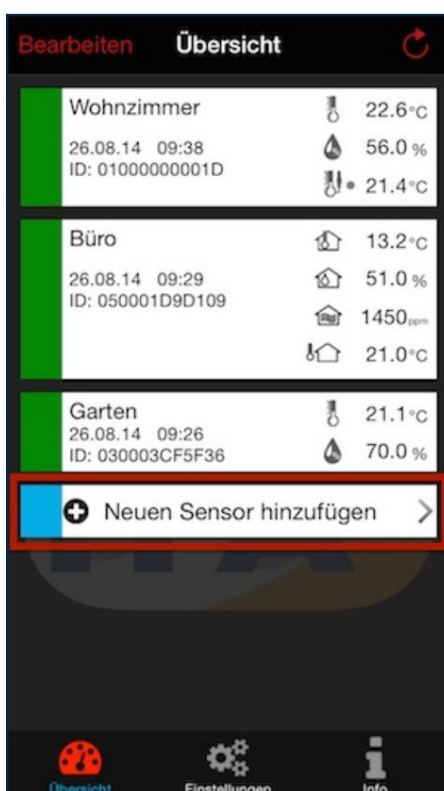 Bearbeiten Übersicht
Wohnzimmer 22.6°C
26.08.14 09:38 56.0 %
ID: 01000000001D
21.4°C
Büro 13.2°C
26.08.14 09:29 51.0 %
ID: 050001D9D109
1450 ppm
21.0°C
Garten 21.1°C
26.08.14 09:26
ID: 030003CF5F36 70.0 %
Neuen Sensor hinzufügen
Übersicht Einstellungen Info